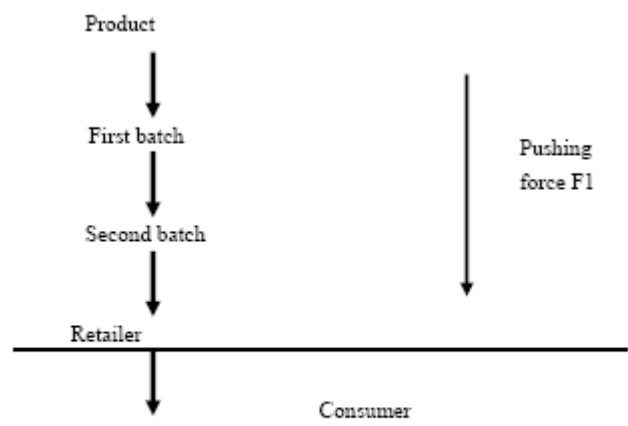 Product
First batch
Pushing
force F1
Second batch
Retailer
Consumer